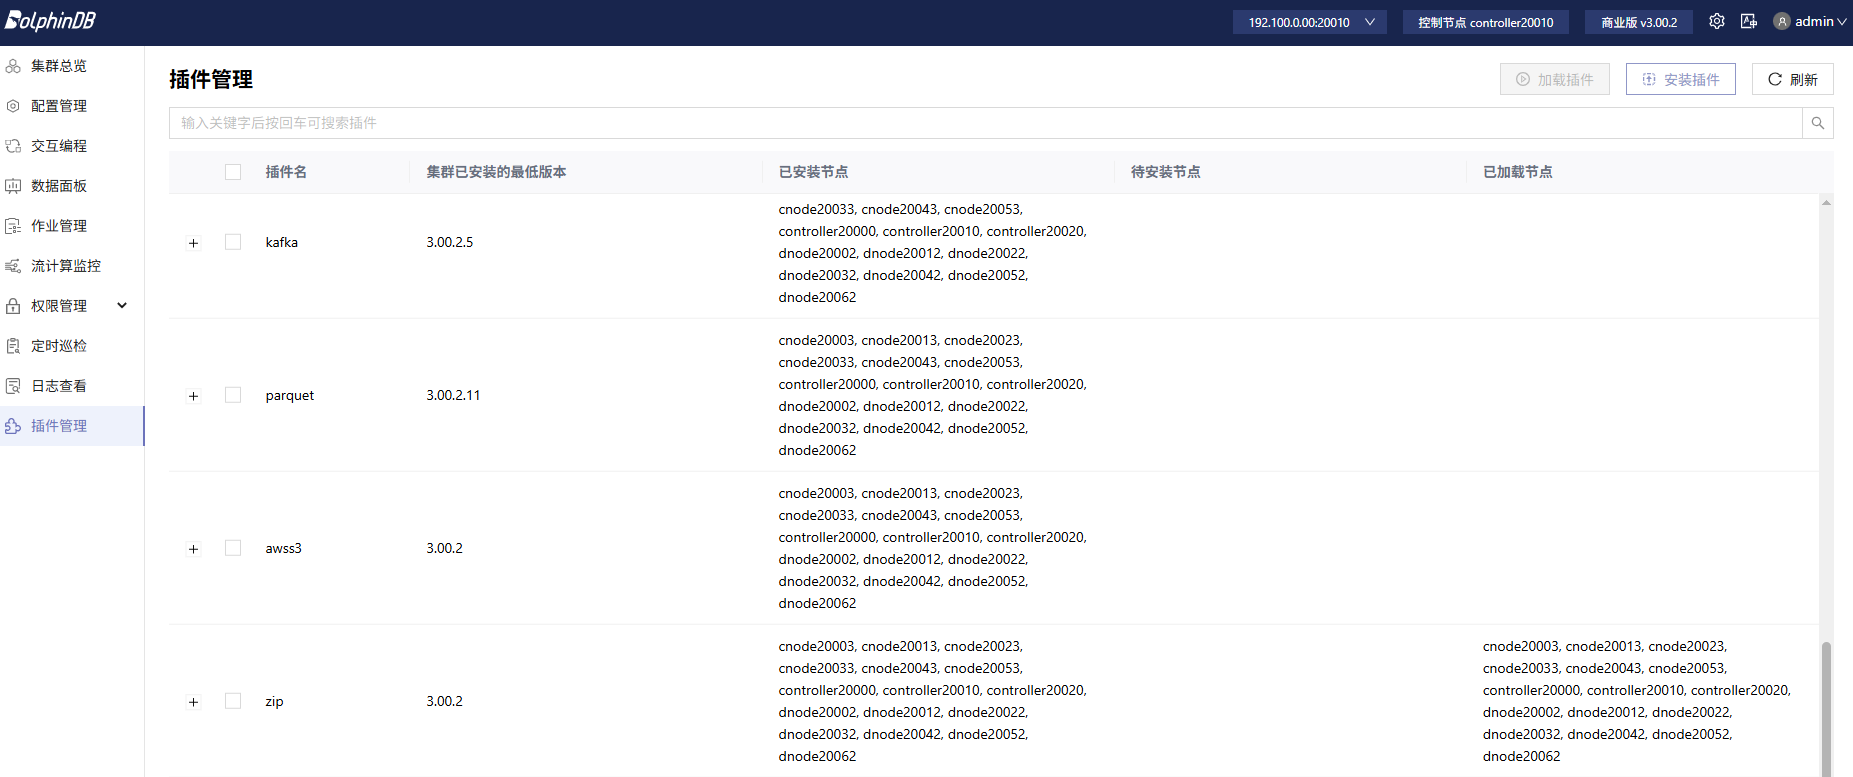 DolphinDB
192.100.0.00:20010
控制节点 controller20010
商业版 v3.00.2
admin
集群总览
配置管理
交互编程
数据面板
作业管理
流计算监控
权限管理
定时巡检
日志查看
插件管理
插件管理
加载插件
安装插件
刷新
输入关键字后按回车可搜索插件
插件名
集群已安装的最低版本
已安装节点
待安装节点
已加载节点
kafka
3.00.2.5
cnode20033, cnode20043, cnode20053,
controller20000, controller20010, controller20020,
dnode20002, dnode20012, dnode20022,
dnode20032, dnode20042, dnode20052,
dnode20062
parquet
3.00.2.11
cnode20003, cnode20013, cnode20023,
cnode20033, cnode20043, cnode20053,
controller20000, controller20010, controller20020,
dnode20002, dnode20012, dnode20022,
dnode20032, dnode20042, dnode20052,
dnode20062
awss3
3.00.2
cnode20003, cnode20013, cnode20023,
cnode20033, cnode20043, cnode20053,
controller20000, controller20010, controller20020,
dnode20002, dnode20012, dnode20022,
dnode20032, dnode20042, dnode20052,
dnode20062
zip
3.00.2
cnode20003, cnode20013, cnode20023,
cnode20033, cnode20043, cnode20053,
controller20000, controller20010, controller20020,
dnode20002, dnode20012, dnode20022,
dnode20032, dnode20042, dnode20052,
dnode20062
cnode20003, cnode20013, cnode20023,
cnode20033, cnode20043, cnode20053,
controller20000, controller20010, controller20020,
dnode20002, dnode20012, dnode20022,
dnode20032, dnode20042, dnode20052,
dnode20062